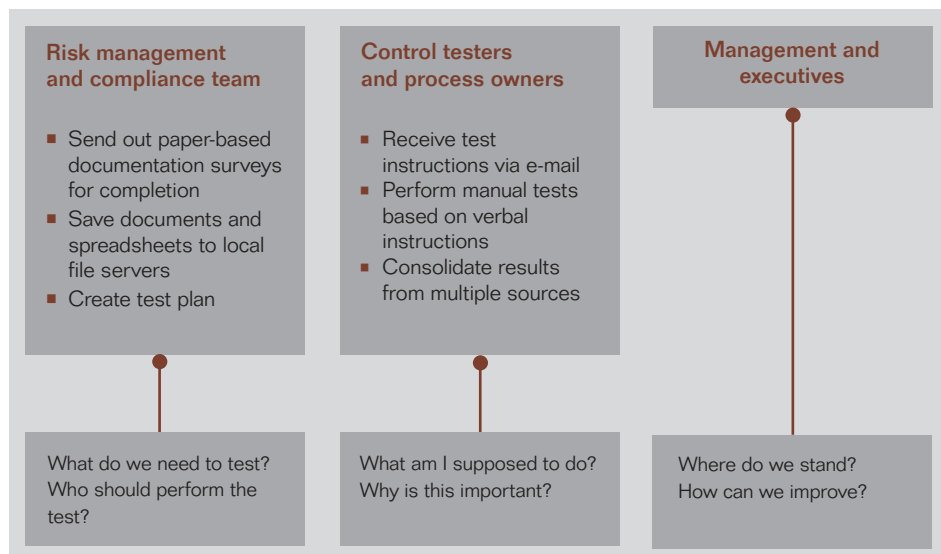 Risk management
and compliance team
■ Send out paper-based
documentation surveys
for completion
■ Save documents and
spreadsheets to local
file servers
■ Create test plan
Control testers
and process owners
■ Receive test
instructions via e-mail
■ Perform manual tests
based on verbal
instructions
■ Consolidate results
from multiple sources
Management and
executives
What do we need to test?
Who should perform the
test?
What am I supposed to do?
Why is this important?
Where do we stand?
How can we improve?